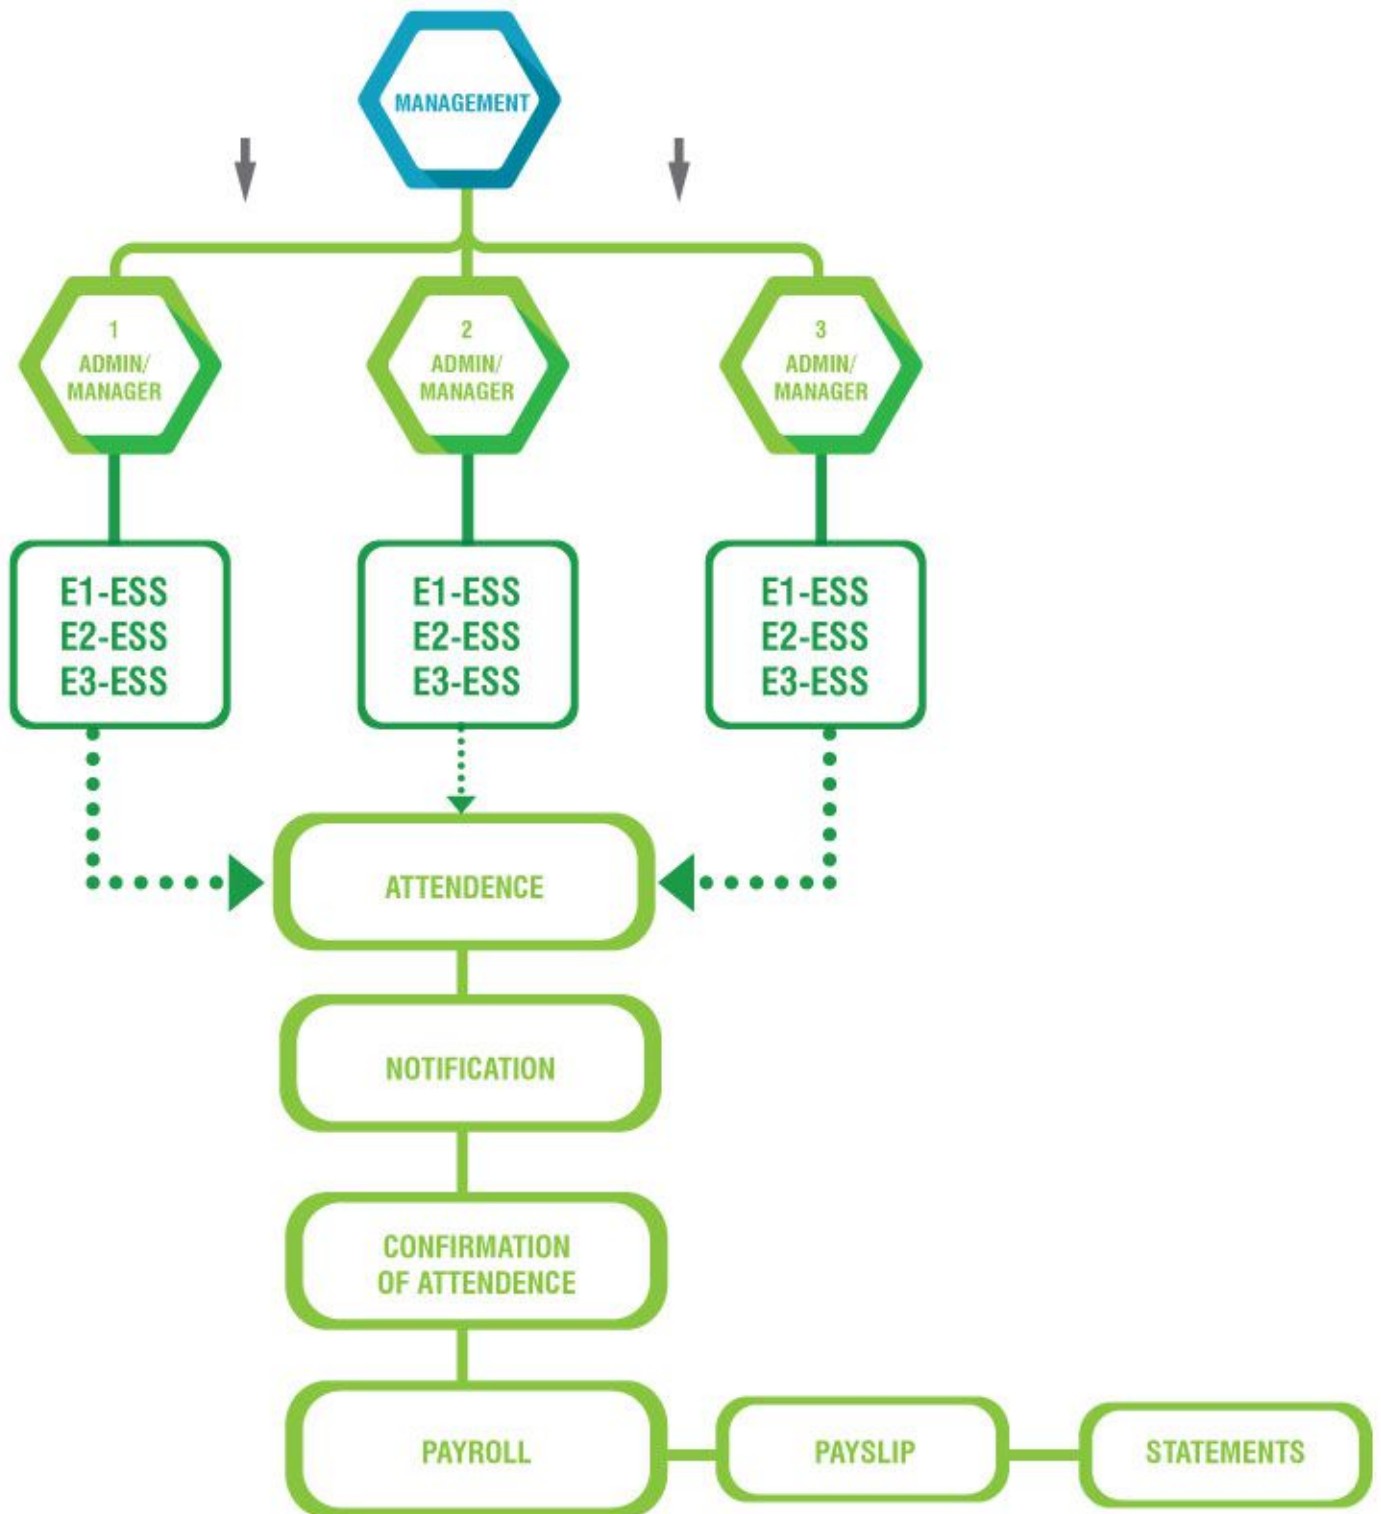 MANAGEMENT
1
ADMIN/
MANAGER
2
ADMIN/
MANAGER
3
ADMIN/
MANAGER
E1-ESS
E2-ESS
E3-ESS
E1-ESS
E2-ESS
E3-ESS
E1-ESS
E2-ESS
E3-ESS
ATTENDENCE
NOTIFICATION
CONFIRMATION
OF ATTENDENCE
PAYROLL
PAYSLIP
STATEMENTS